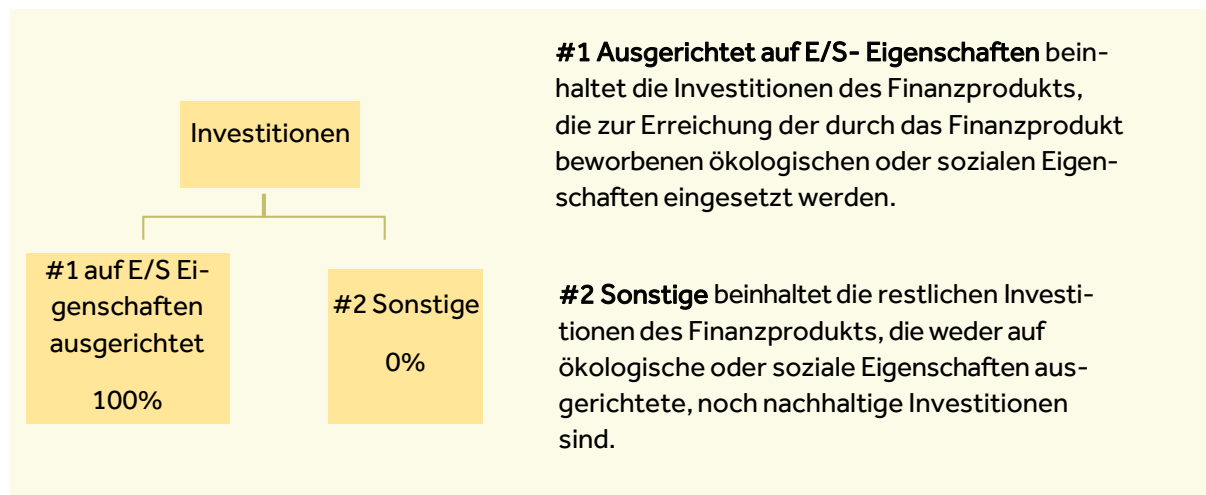 Investitionen
#1 auf E/S Ei-
genschaften
ausgerichtet
100%
#2 Sonstige
0%
#1 Ausgerichtet auf E/S- Eigenschaften bein-
haltet die Investitionen des Finanzprodukts,
die zur Erreichung der durch das Finanzprodukt
beworbenen ökologischen oder sozialen Eigen-
schaften eingesetzt werden.
#2 Sonstige beinhaltet die restlichen Investi-
tionen des Finanzprodukts, die weder auf
ökologische oder soziale Eigenschaften aus-
gerichtete, noch nachhaltige Investitionen
sind.